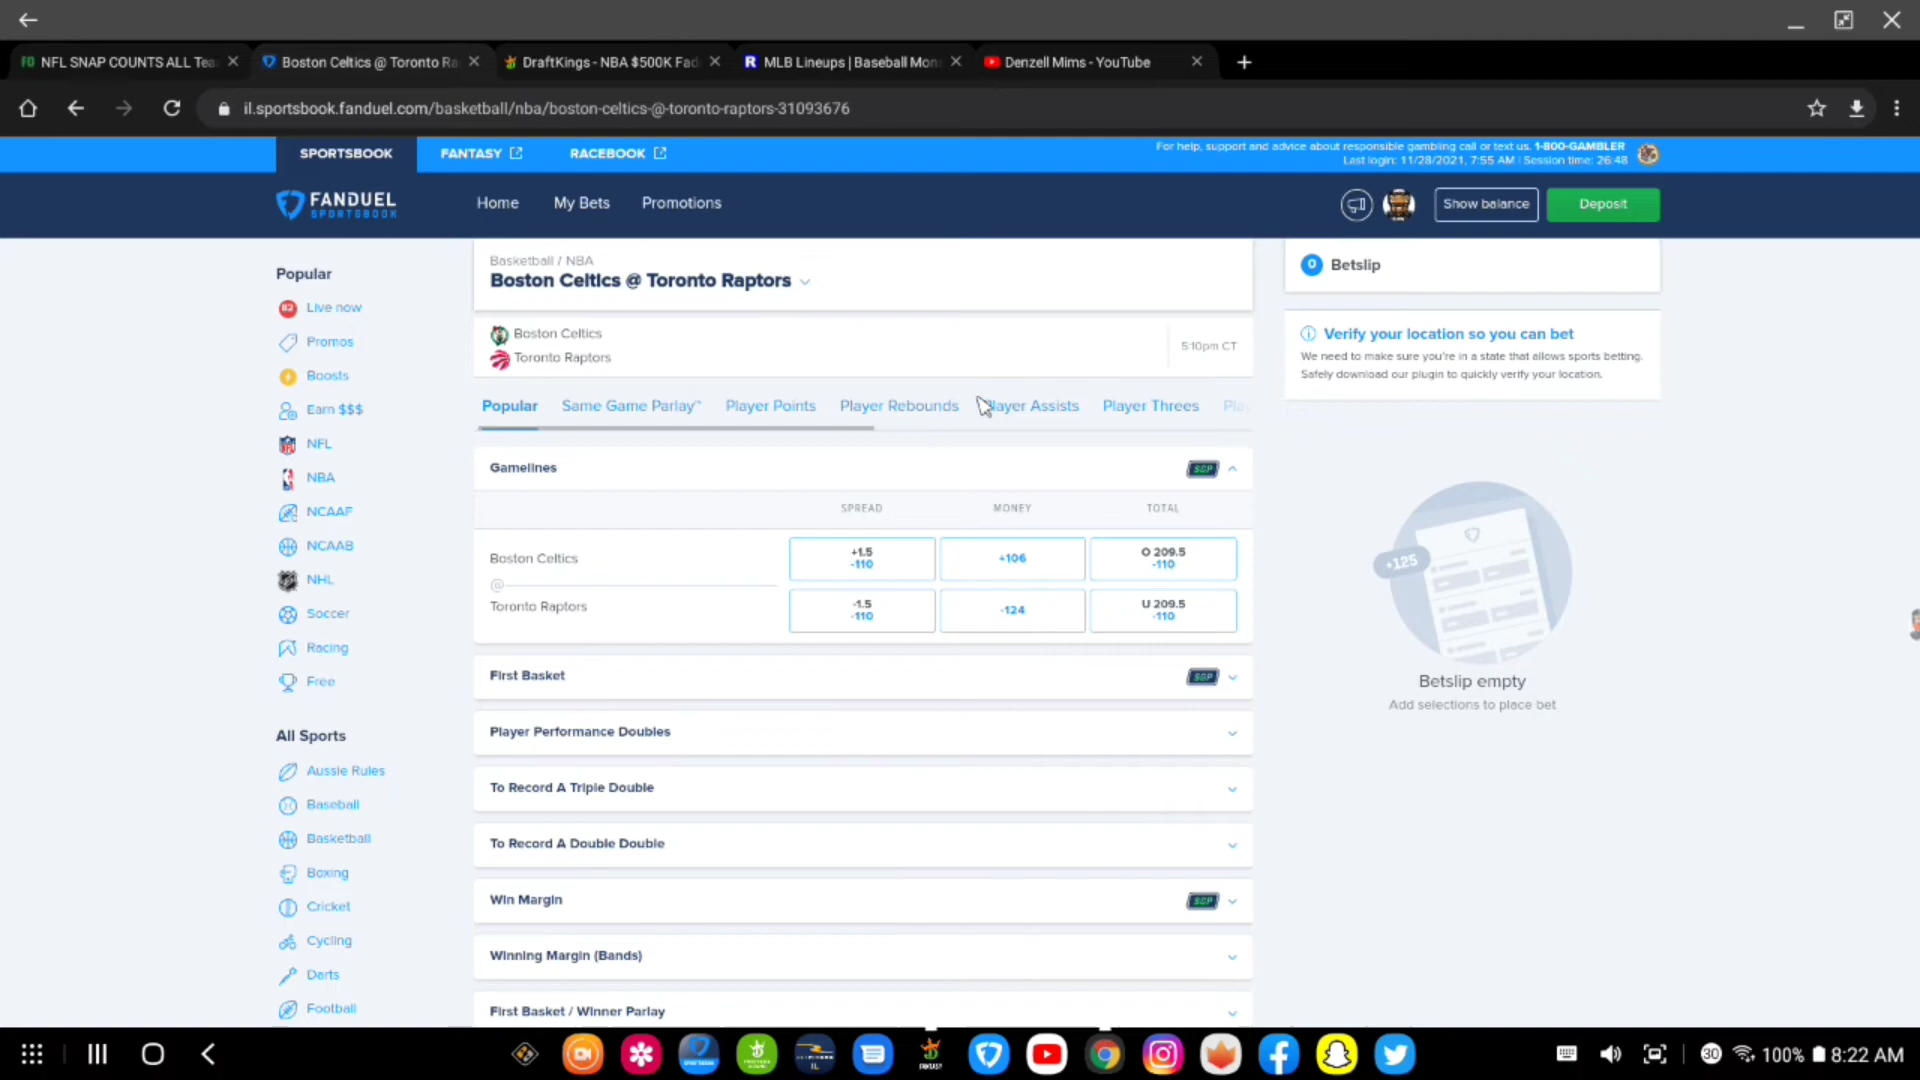 NFL SNAP COUNTS ALL Tea
Boston Celtics @ Toronto Ra
DraftKings - NBA $500K Fad
R MLB Lineups | Baseball Mon
Denzell Mims - YouTube
il.sportsbook.fanduel.com/basketball/nba/boston-celtics-@-toronto-raptors-31093676
SPORTSBOOK FANTASY RACEBOOK
For help, support and advice about responsible gambling call or text us. 1-800-GAMBLER
Last login: 11/28/2021, 7:55 AM | Session time: 26:48
FANDUEL
SPORTSBOOK
Home My Bets Promotions
Show balance Deposit
Popular
82 Live now
Promos
Boosts
Earn $$$
NFL
NBA
NCAAF
NCAAB
NHL
Soccer
Racing
Free
All Sports
Aussie Rules
Baseball
Basketball
Boxing
Cricket
Cycling
Darts
Football
Basketball / NBA
Boston Celtics @ Toronto Raptors
Boston Celtics
Toronto Raptors
5:10pm CT
Popular Same Game Parlay™ Player Points Player Rebounds Player Assists Player Threes Play
Gamelines SGP
SPREAD MONEY TOTAL
Boston Celtics +1.5 -110 +106 O 209.5 -110
@
Toronto Raptors -1.5 -110 -124 U 209.5 -110
First Basket SGP
Player Performance Doubles
To Record A Triple Double
To Record A Double Double
Win Margin SGP
Winning Margin (Bands)
First Basket / Winner Parlay
0 Betslip
Verify your location so you can bet
We need to make sure you're in a state that allows sports betting.
Safely download our plugin to quickly verify your location.
+125
Betslip empty
Add selections to place bet
30 100% 8:22 AM